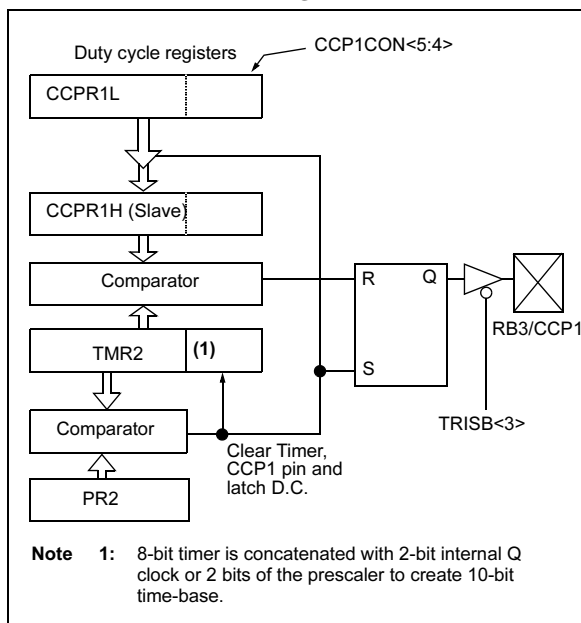 Duty cycle registers
CCP1CON<5:4>
CCPR1L
CCPR1H (Slave)
Comparator
R
Q
RB3/CCP1
TMR2
(1)
S
TRISB<3>
Comparator
Clear Timer,
CCP1 pin and
latch D.C.
PR2
Note 1: 8-bit timer is concatenated with 2-bit internal Q
clock or 2 bits of the prescaler to create 10-bit
time-base.